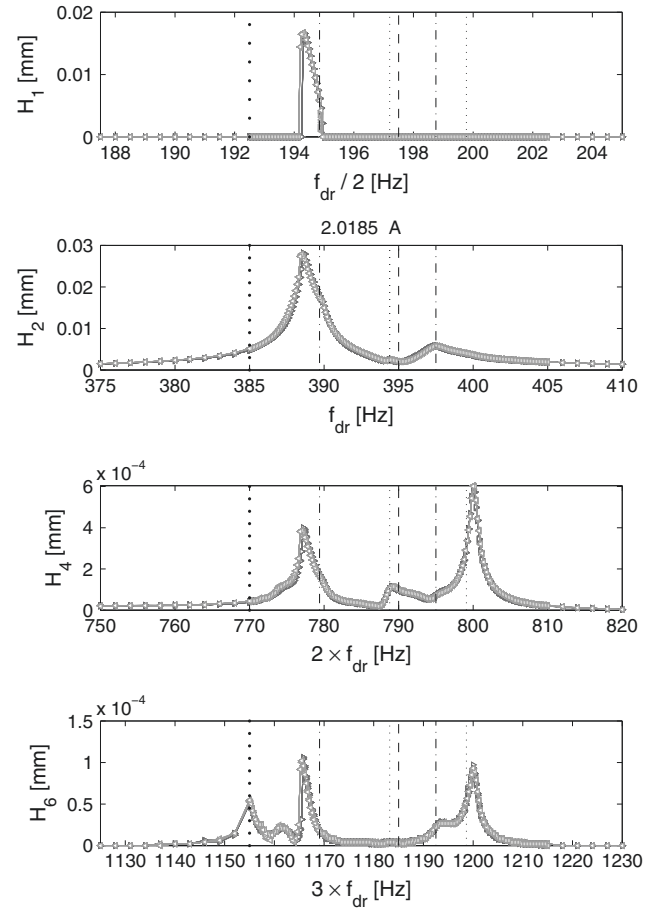 0.02
0.01
0
H₁ [mm]
188 190 192 194 196 198 200 202 204
f_dr / 2 [Hz]
2.0185 A
0.03
0.02
0.01
0
H₂ [mm]
375 380 385 390 395 400 405 410
f_dr [Hz]
x 10⁻⁴
6
4
2
0
H₄ [mm]
750 760 770 780 790 800 810 820
2 × f_dr [Hz]
x 10⁻⁴
1.5
1
0.5
0
H₆ [mm]
1130 1140 1150 1160 1170 1180 1190 1200 1210 1220 1230
3 × f_dr [Hz]